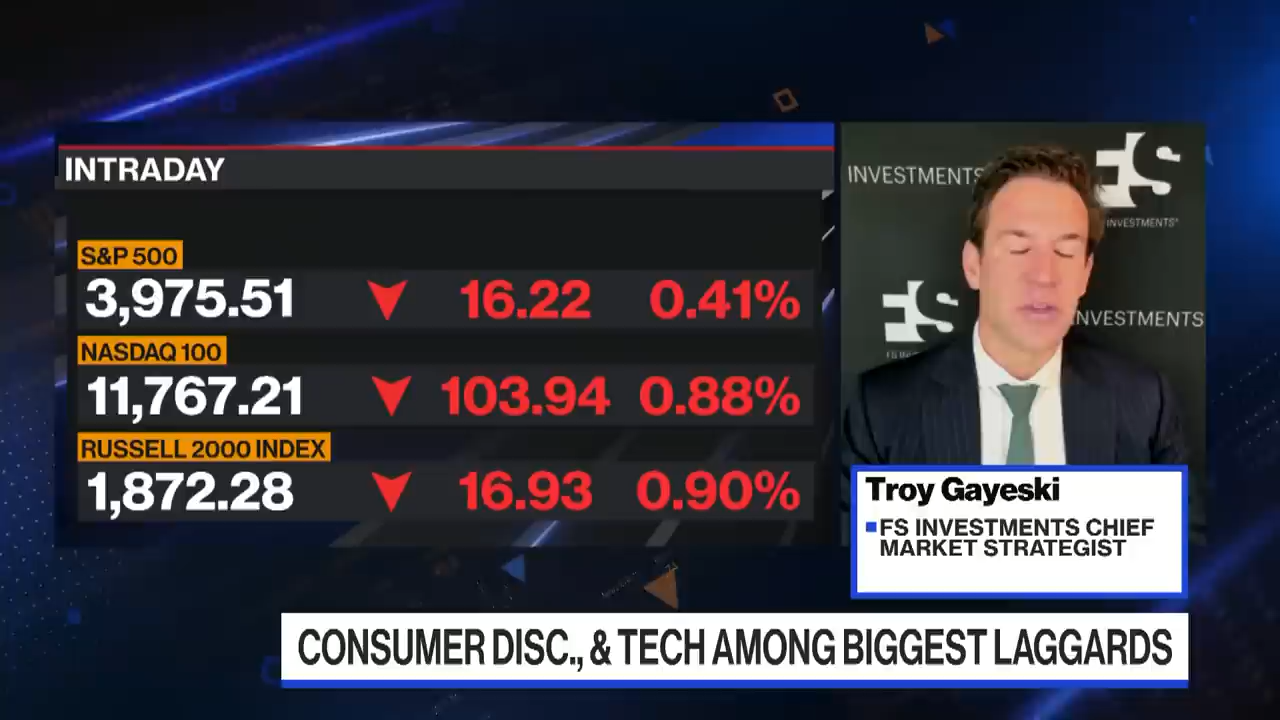 INTRADAY
S&P 500
3,975.51 16.22 0.41%
NASDAQ 100
11,767.21 103.94 0.88%
RUSSELL 2000 INDEX
1,872.28 16.93 0.90%
INVESTMENTS
FS
INVESTMENTS
FS
INVESTMENTS
Troy Gayeski
FS INVESTMENTS CHIEF
MARKET STRATEGIST
CONSUMER DISC., & TECH AMONG BIGGEST LAGGARDS